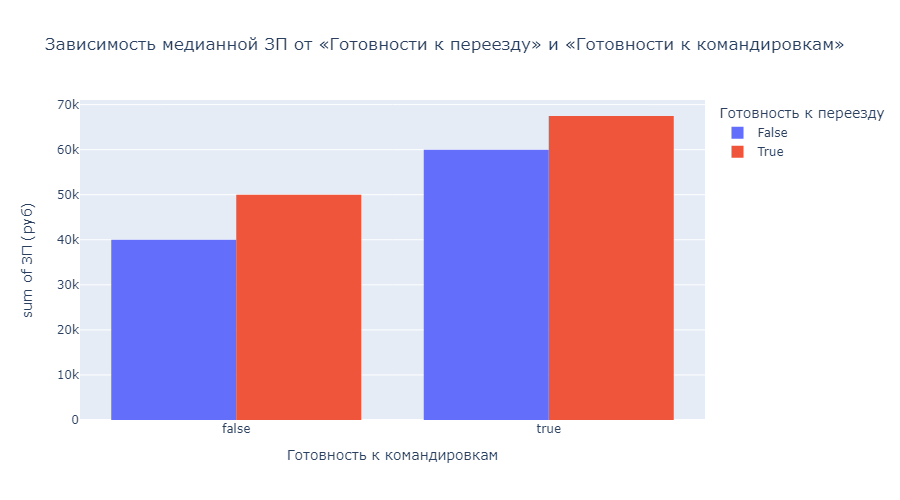 Зависимость медианной ЗП от «Готовности к переезду» и «Готовности к командировкам»
Готовность к переезду
False
True
sum of ЗП (руб)
70k
60k
50k
40k
30k
20k
10k
0
false
true
Готовность к командировкам